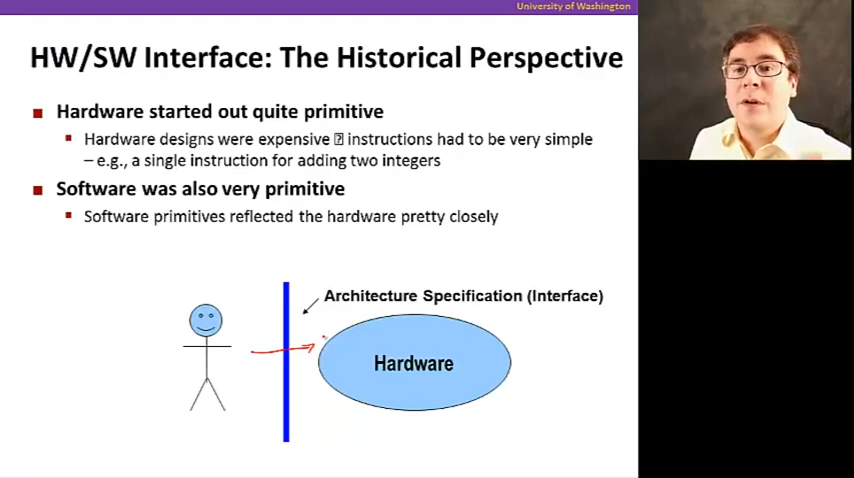 University of Washington
HW/SW Interface: The Historical Perspective
Hardware started out quite primitive
Hardware designs were expensive � instructions had to be very simple
– e.g., a single instruction for adding two integers
Software was also very primitive
Software primitives reflected the hardware pretty closely
Architecture Specification (Interface)
Hardware